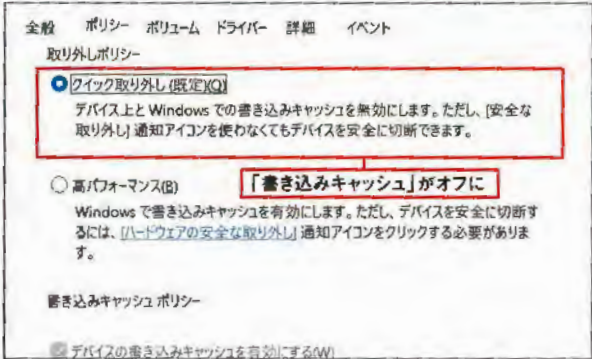 全般 ポリシー ボリューム ドライバー 詳細 イベント
取り外しポリシー
クイック取り外し(既定)(Q)
デバイス上と Windows での書き込みキャッシュを無効にします。ただし、[安全な
取り外し] 通知アイコンを使わなくてもデバイスを安全に切断できます。
高パフォーマンス(B)
「書き込みキャッシュ」がオフに
Windows で書き込みキャッシュを有効にします。ただし、デバイスを安全に切断す
るには、[ハードウェアの安全な取り外し] 通知アイコンをクリックする必要がありま
す。
書き込みキャッシュ ポリシー
デバイスの書き込みキャッシュを有効にする(W)